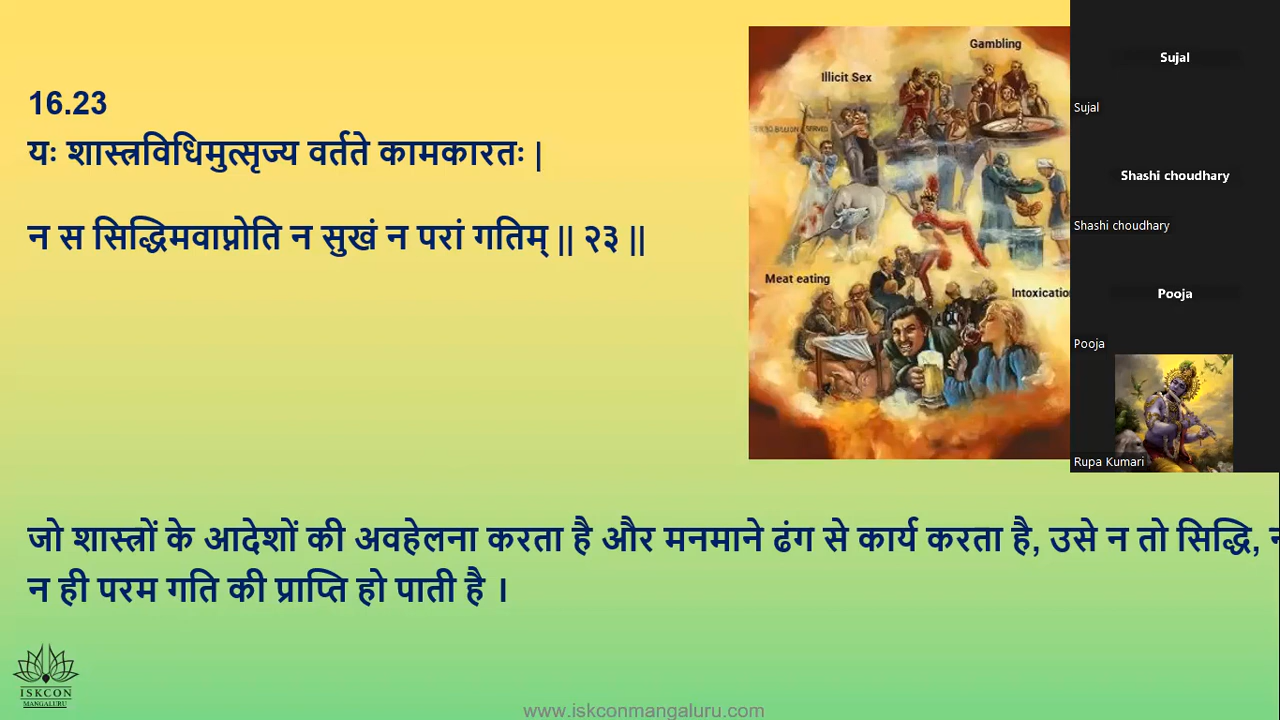 16.23
यः शास्त्रविधिमुत्सृज्य वर्तते कामकारतः |
न स सिद्धिमवाप्नोति न सुखं न परां गतिम् || २३ ||
Gambling
Illicit Sex
Meat eating
Intoxicatio
जो शास्त्रों के आदेशों की अवहेलना करता है और मनमाने ढंग से कार्य करता है, उसे न तो सिद्धि,
न ही परम गति की प्राप्ति हो पाती है ।
ISKCON
MANGALURU
www.iskconmangaluru.com
Sujal
Sujal
Shashi choudhary
Shashi choudhary
Pooja
Pooja
Rupa Kumari